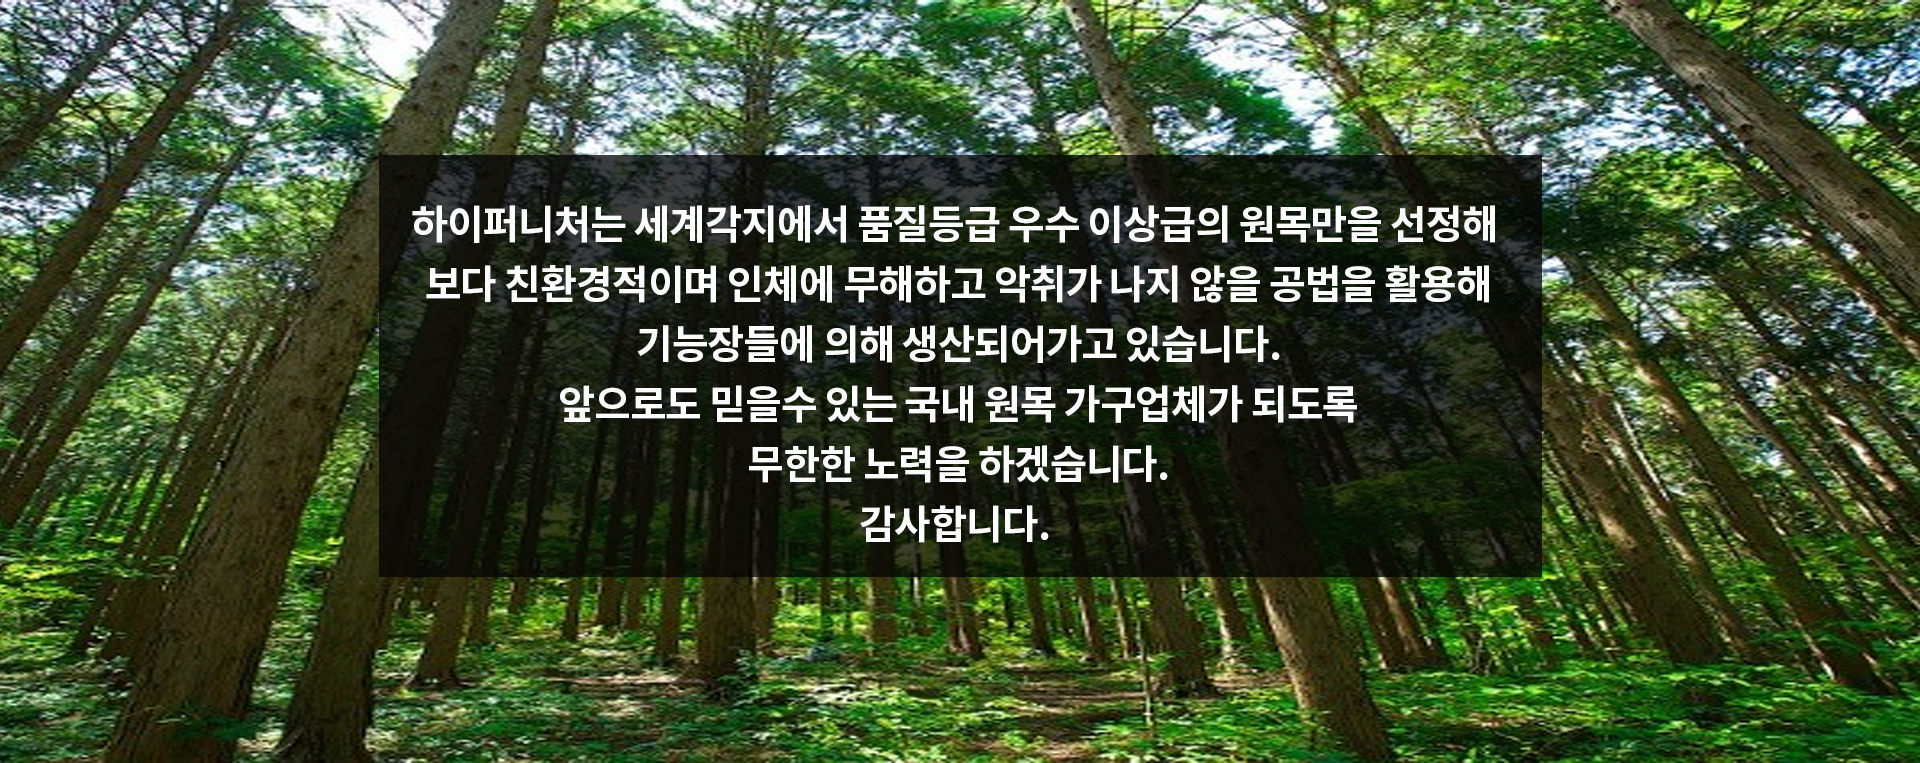 하이퍼니처는 세계각지에서 품질등급 우수 이상급의 원목만을 선정해
보다 친환경적이며 인체에 무해하고 악취가 나지 않을 공법을 활용해
기능장들에 의해 생산되어가고 있습니다.
앞으로도 믿을수 있는 국내 원목 가구업체가 되도록
무한한 노력을 하겠습니다.
감사합니다.